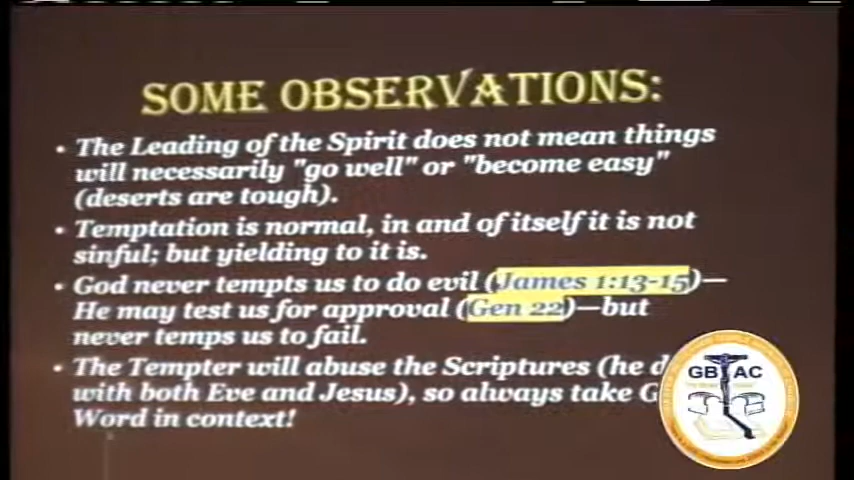 SOME OBSERVATIONS:
• The Leading of the Spirit does not mean things
will necessarily "go well" or "become easy"
(deserts are tough).
• Temptation is normal, in and of itself it is not
sinful; but yielding to it is.
• God never tempts us to do evil (James 1:13-15)—
He may test us for approval (Gen 22)—but
never temps us to fail.
• The Tempter will abuse the Scriptures (he d
with both Eve and Jesus), so always take G
Word in context!
GB AC